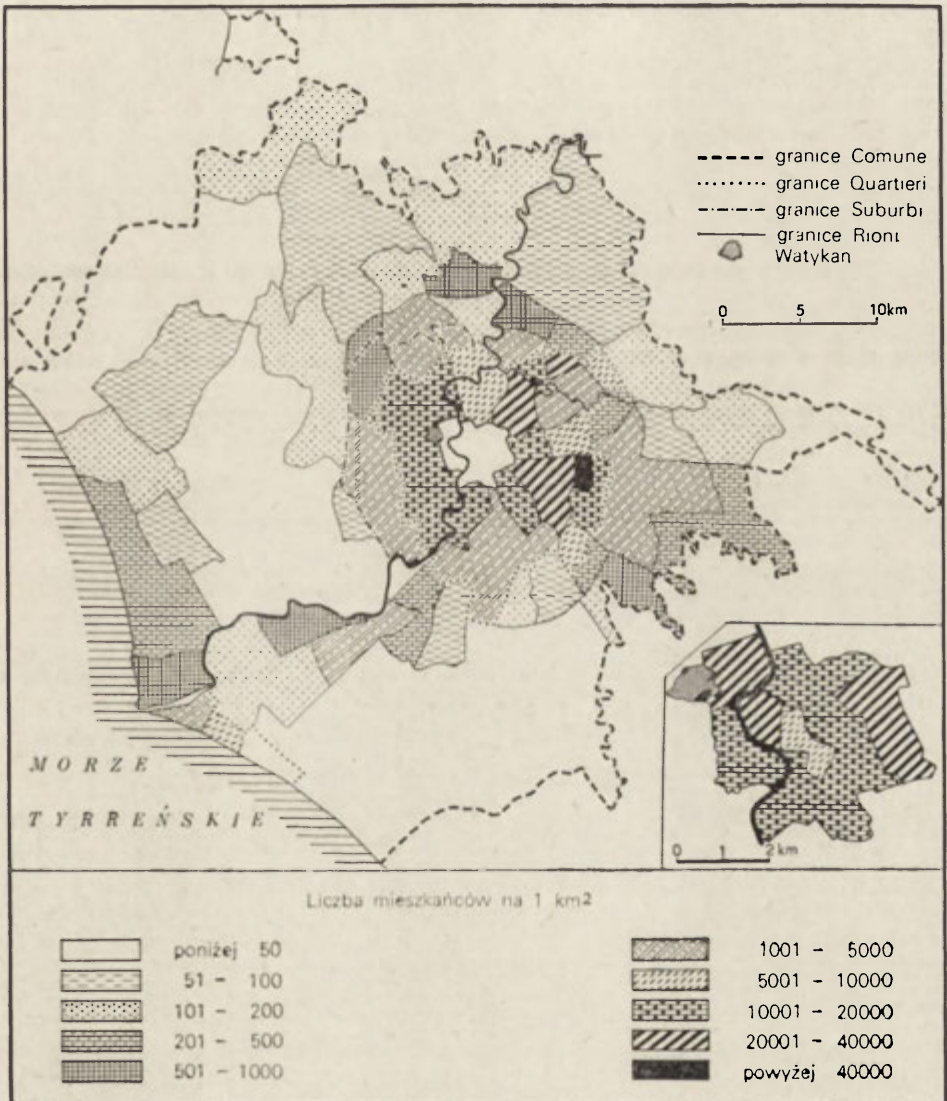 granice Comune
granice Quartieri
granice Suburbi
granice Rioni
Watykan
0 5 10km
MORZE
TYRREŃSKIE
0 1 2 km
Liczba mieszkańców na 1 km2
poniżej 50
51 - 100
101 - 200
201 - 500
501 - 1000
1001 - 5000
5001 - 10000
10001 - 20000
20001 - 40000
powyżej 40000